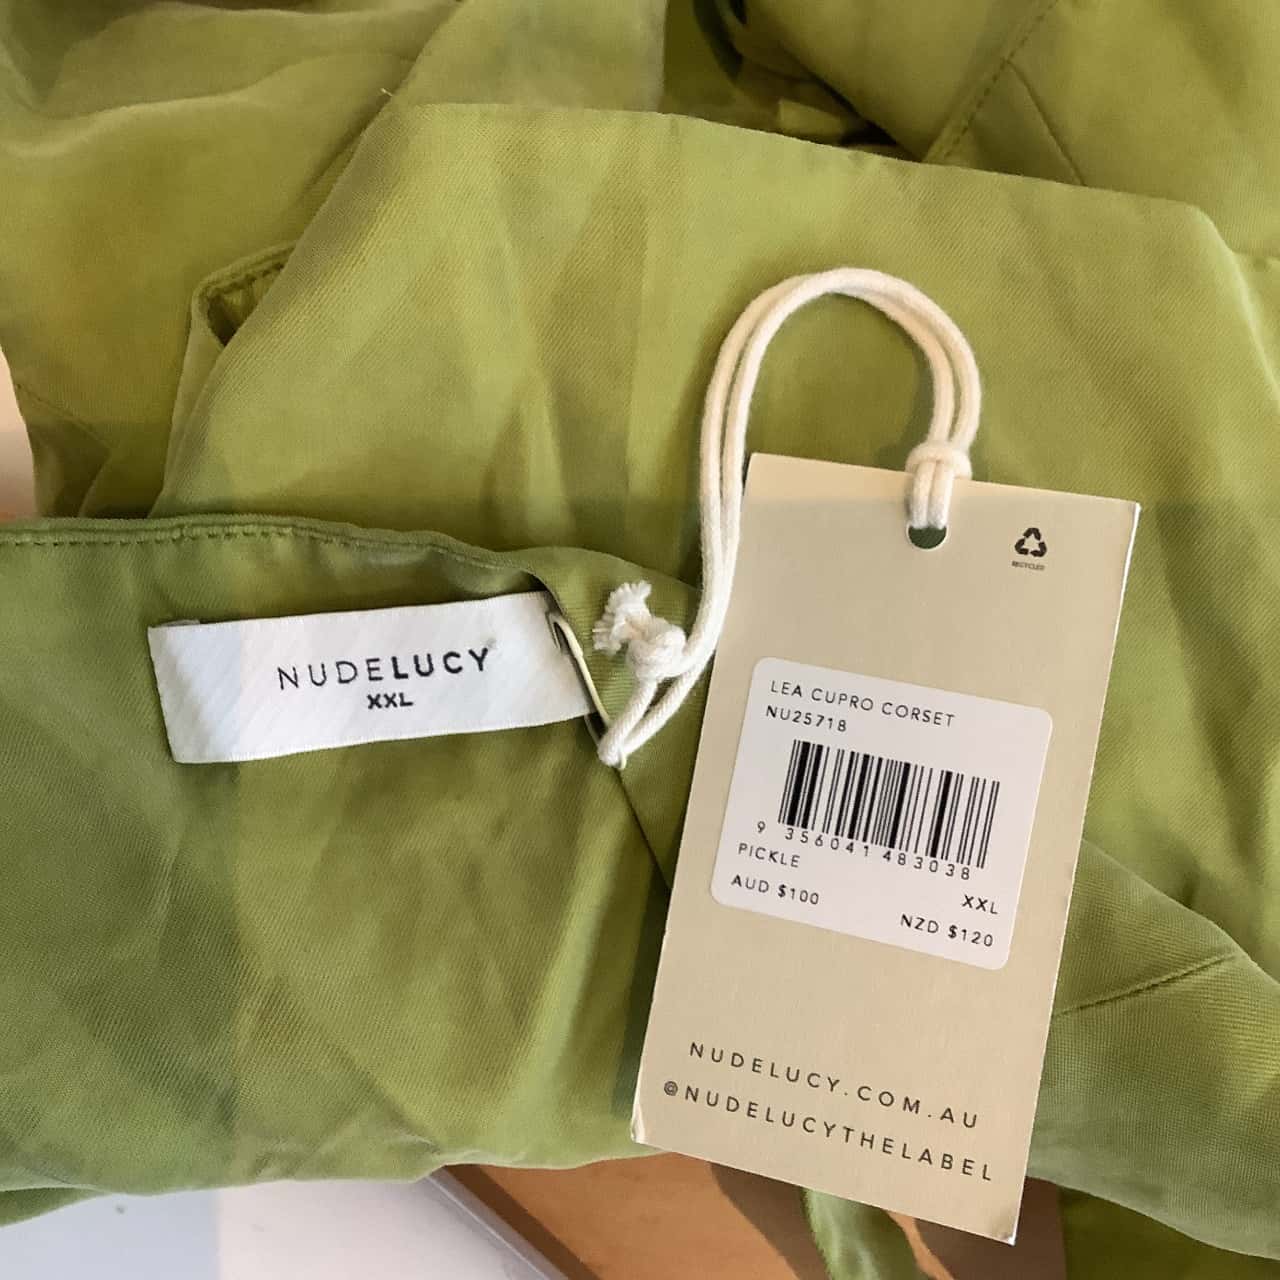 NUDELUCY
XXL
RECYCLED
LEA CUPRO CORSET
NU25718
9 356041 483038
PICKLE
XXL
AUD $100
NZD $120
NUDELUCY.COM.AU
@NUDELUCYTHELABEL